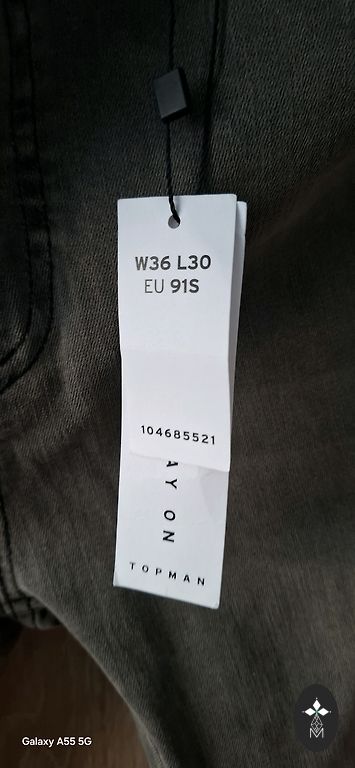 W36 L30
EU 91S
104685521
AY ON
TOPMAN
Galaxy A55 5G
M